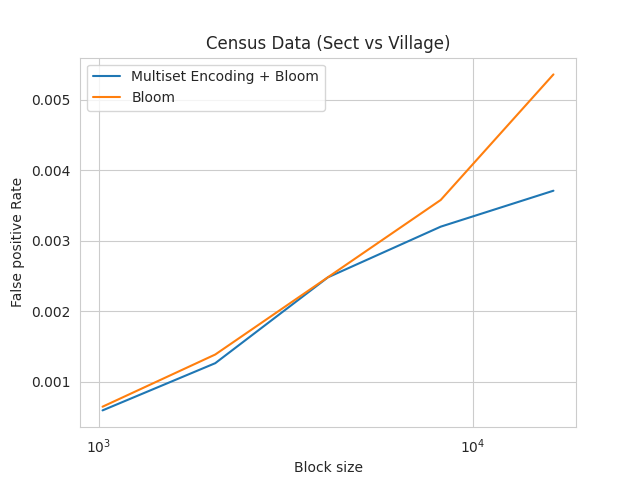 Census Data (Sect vs Village)
Multiset Encoding + Bloom
Bloom
0.005
0.004
0.003
0.002
0.001
False positive Rate
10³
10⁴
Block size